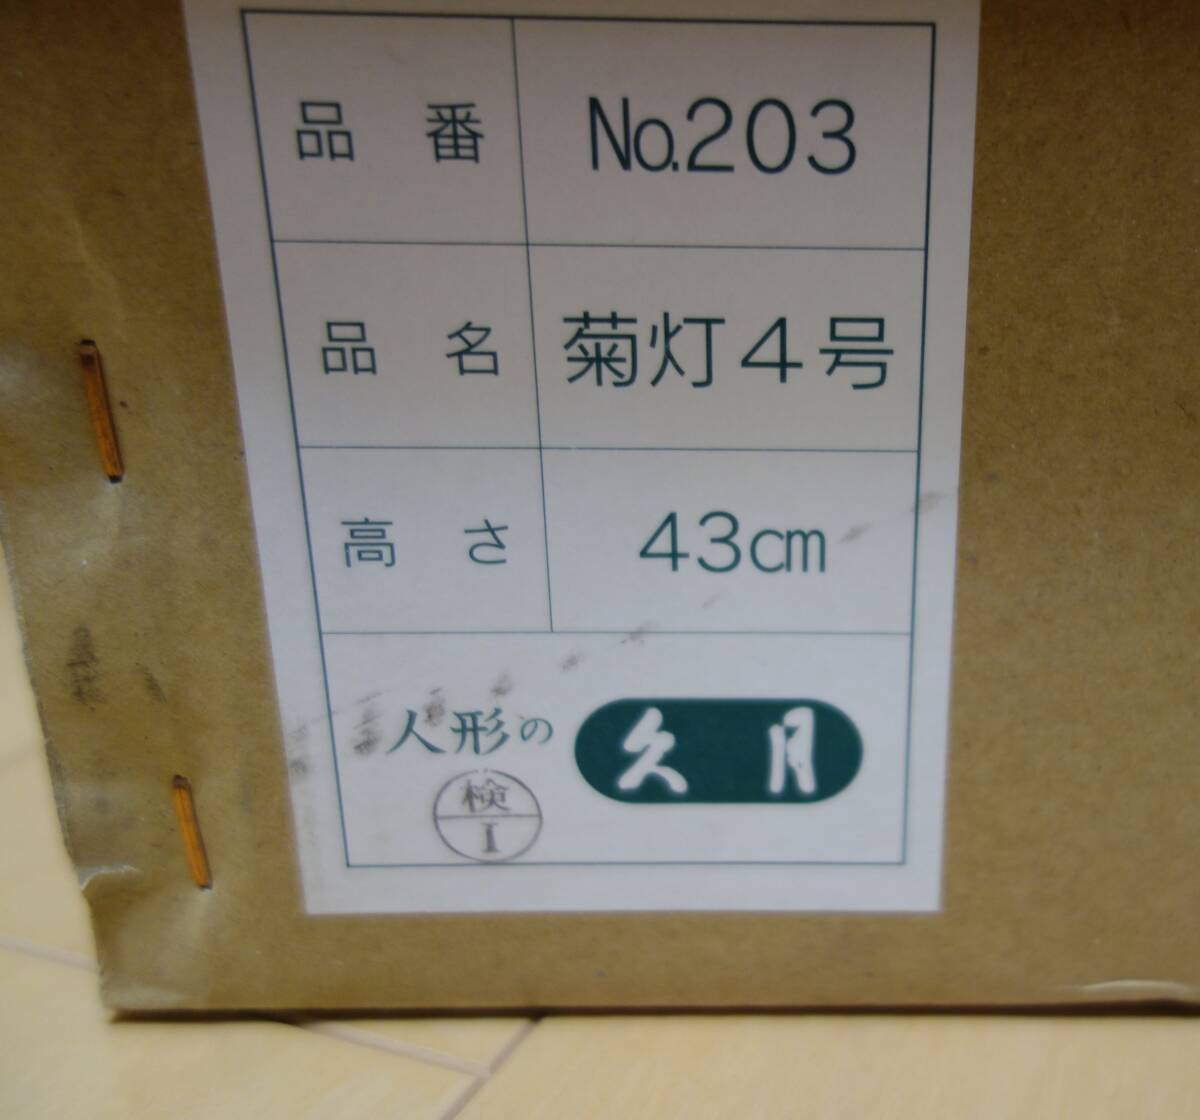 品番 No.203
品名 菊灯4号
高さ 43cm
人形の 久月
検
I